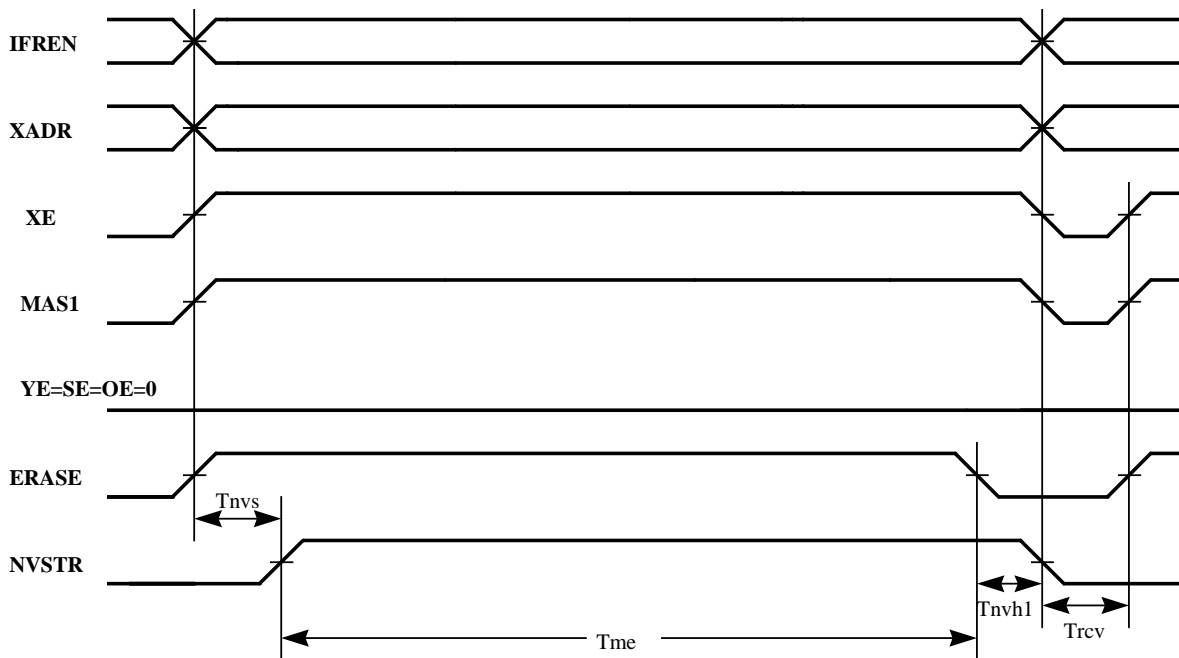 IFREN
XADR
XE
MAS1
YE=SE=OE=0
ERASE
Tnvs
NVSTR
Tnvh1
Trcv
Tme